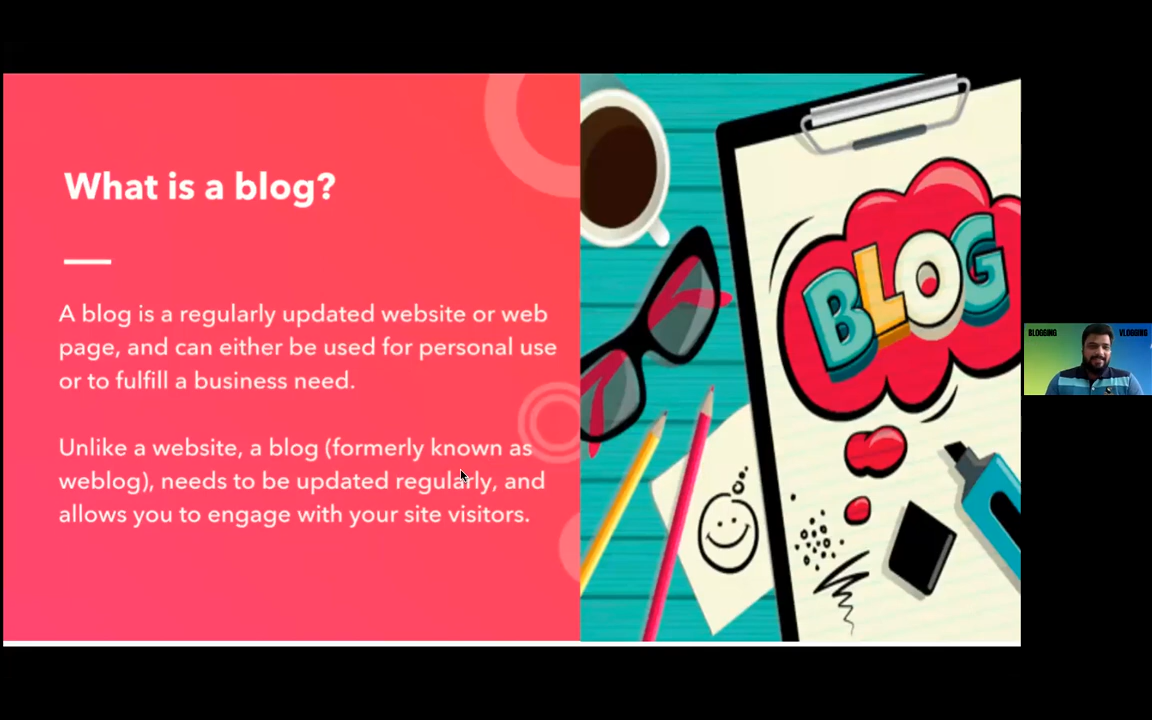 What is a blog?
A blog is a regularly updated website or web
page, and can either be used for personal use
or to fulfill a business need.
Unlike a website, a blog (formerly known as
weblog), needs to be updated regularly, and
allows you to engage with your site visitors.
BLOG
BLOGGING
VLOGGING